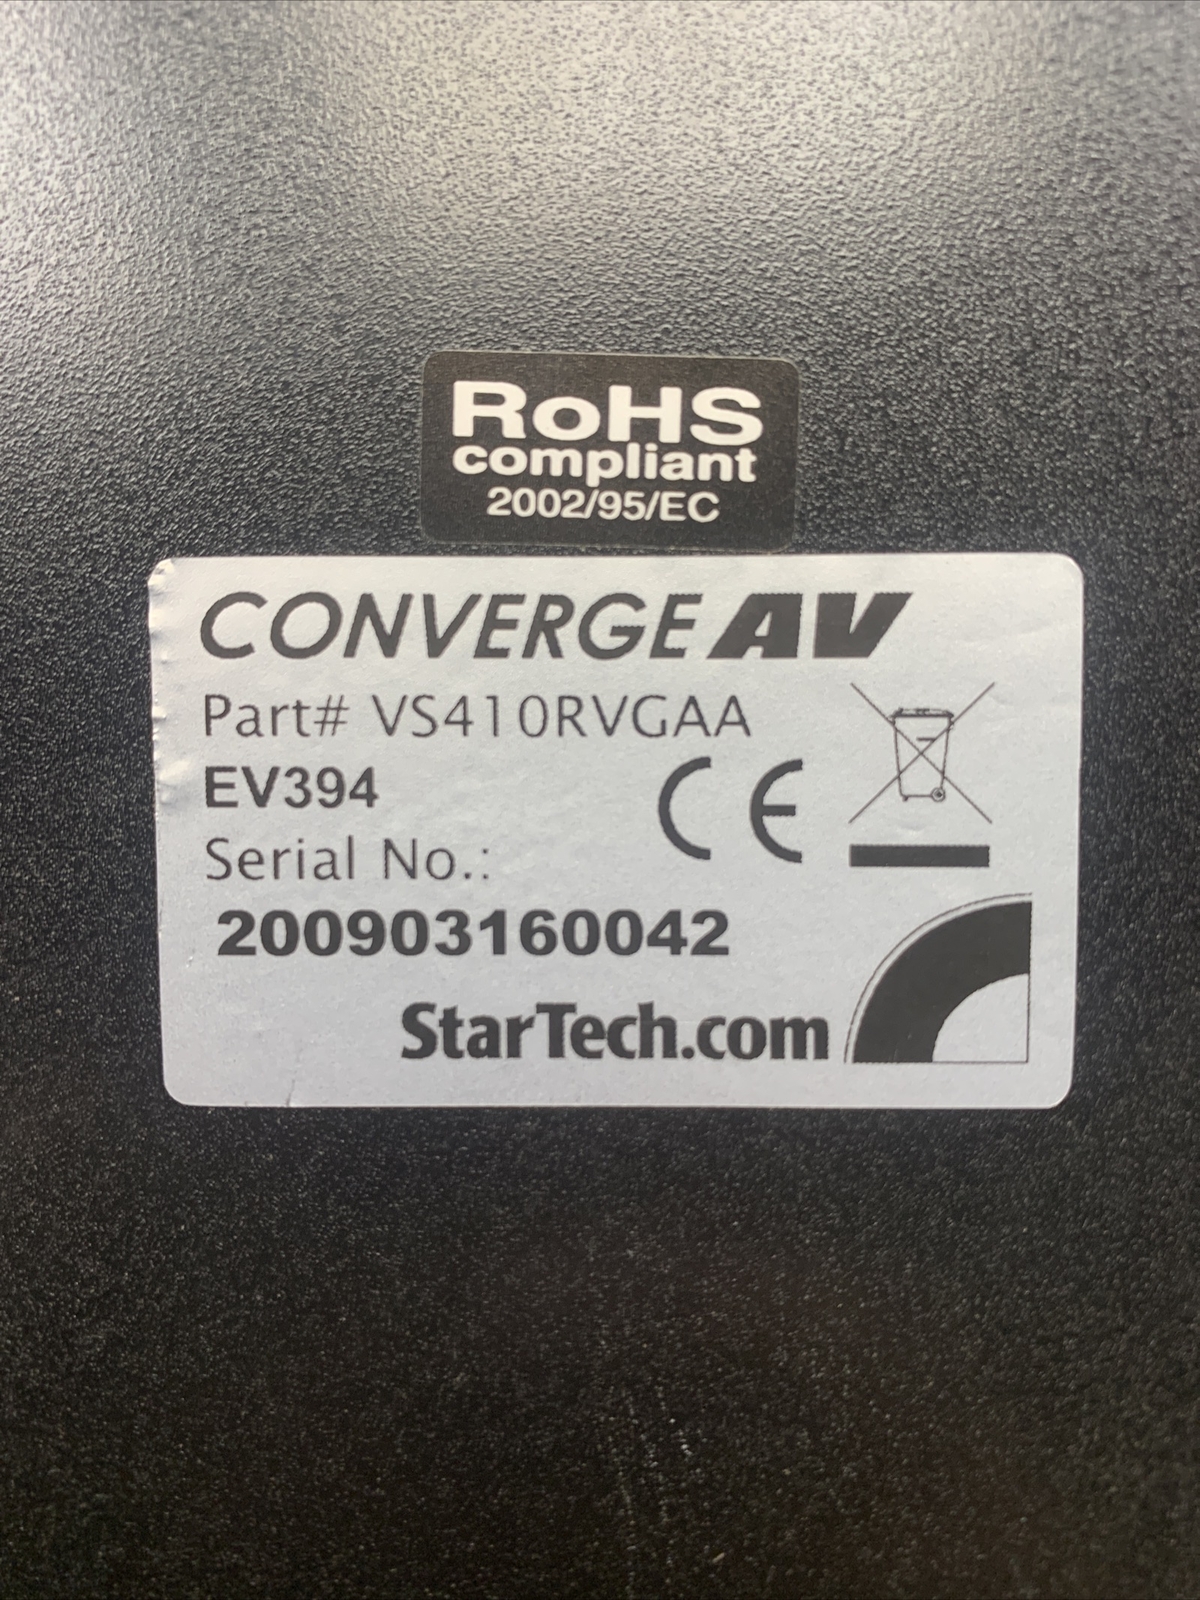 RoHS
compliant
2002/95/EC
CONVERGE AV
Part# VS410RVGAA
EV394
CE
Serial No.:
200903160042
StarTech.com